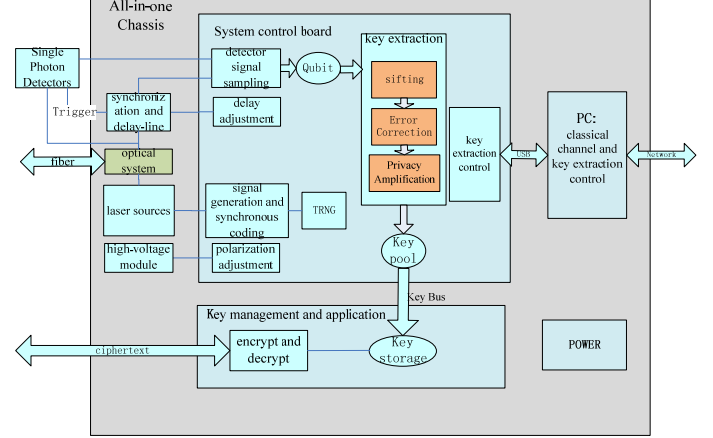 All-in-one
Chassis
System control board
Single
Photon
Detectors
detector
signal
sampling
Qubit
key extraction
sifting
Error
Correction
Privacy
Amplification
Trigger
synchroniz
ation and
delay-line
delay
adjustment
key
extraction
control
USB
PC:
classical
channel and
key extraction
control
Network
fiber
optical
system
laser sources
signal
generation and
synchronous
coding
TRNG
high-voltage
module
polarization
adjustment
Key
pool
Key Bus
Key management and application
ciphertext
encrypt and
decrypt
Key
storage
POWER